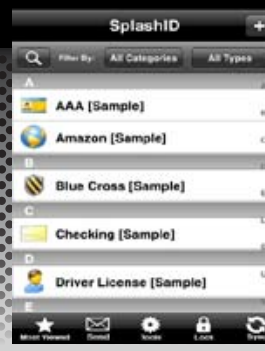 SplashID
+
Filter By: All Categories All Types
A
AAA [Sample]
Amazon [Sample]
B
Blue Cross [Sample]
C
Checking [Sample]
D
Driver License [Sample]
E
Most Viewed Send Tools Lock Sync